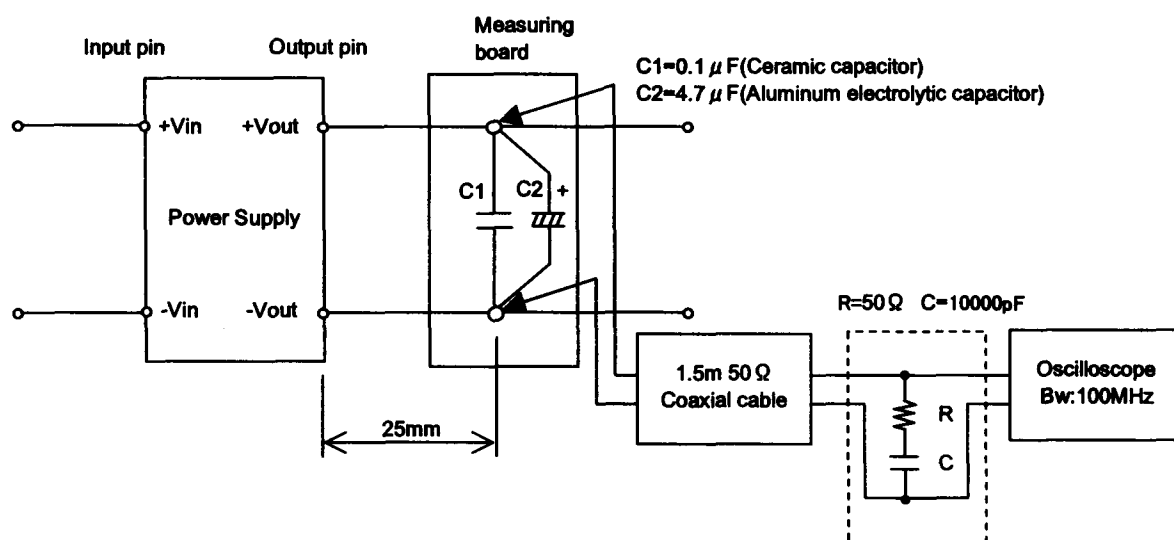 Input pin
Output pin
Measuring
board
C1=0.1μF(Ceramic capacitor)
C2=4.7μF(Aluminum electrolytic capacitor)
+Vin
+Vout
C1
C2
+
Power Supply
-Vin
-Vout
25mm
1.5m 50Ω
Coaxial cable
R=50Ω C=10000pF
R
C
Oscilloscope
Bw:100MHz